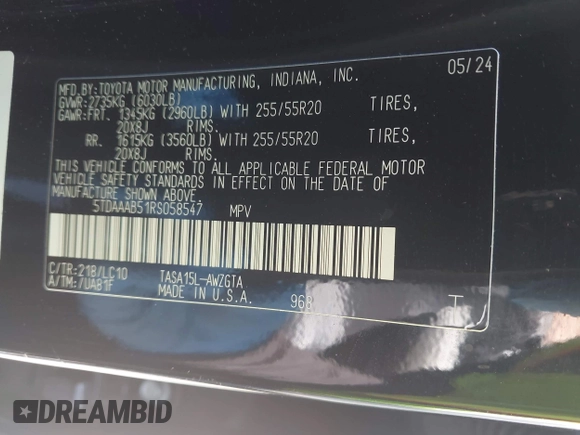 MFD.BY:TOYOTA MOTOR MANUFACTURING, INDIANA, INC. 05/24
GVWR:2735KG (6030LB)
GAWR:FRT. 1345KG (2960LB) WITH 255/55R20 TIRES,
20X8J RIMS.
RR. 1615KG (3560LB) WITH 255/55R20 TIRES,
20X8J RIMS.
THIS VEHICLE CONFORMS TO ALL APPLICABLE FEDERAL MOTOR
VEHICLE SAFETY STANDARDS IN EFFECT ON THE DATE OF
MANUFACTURE SHOWN ABOVE.
5TDAAAB51RS058547 MPV
C/TR:218/LC10 TASA15L-AWZGTA
A/TM:/UA81F MADE IN U.S.A. 96R T
DREAMBID